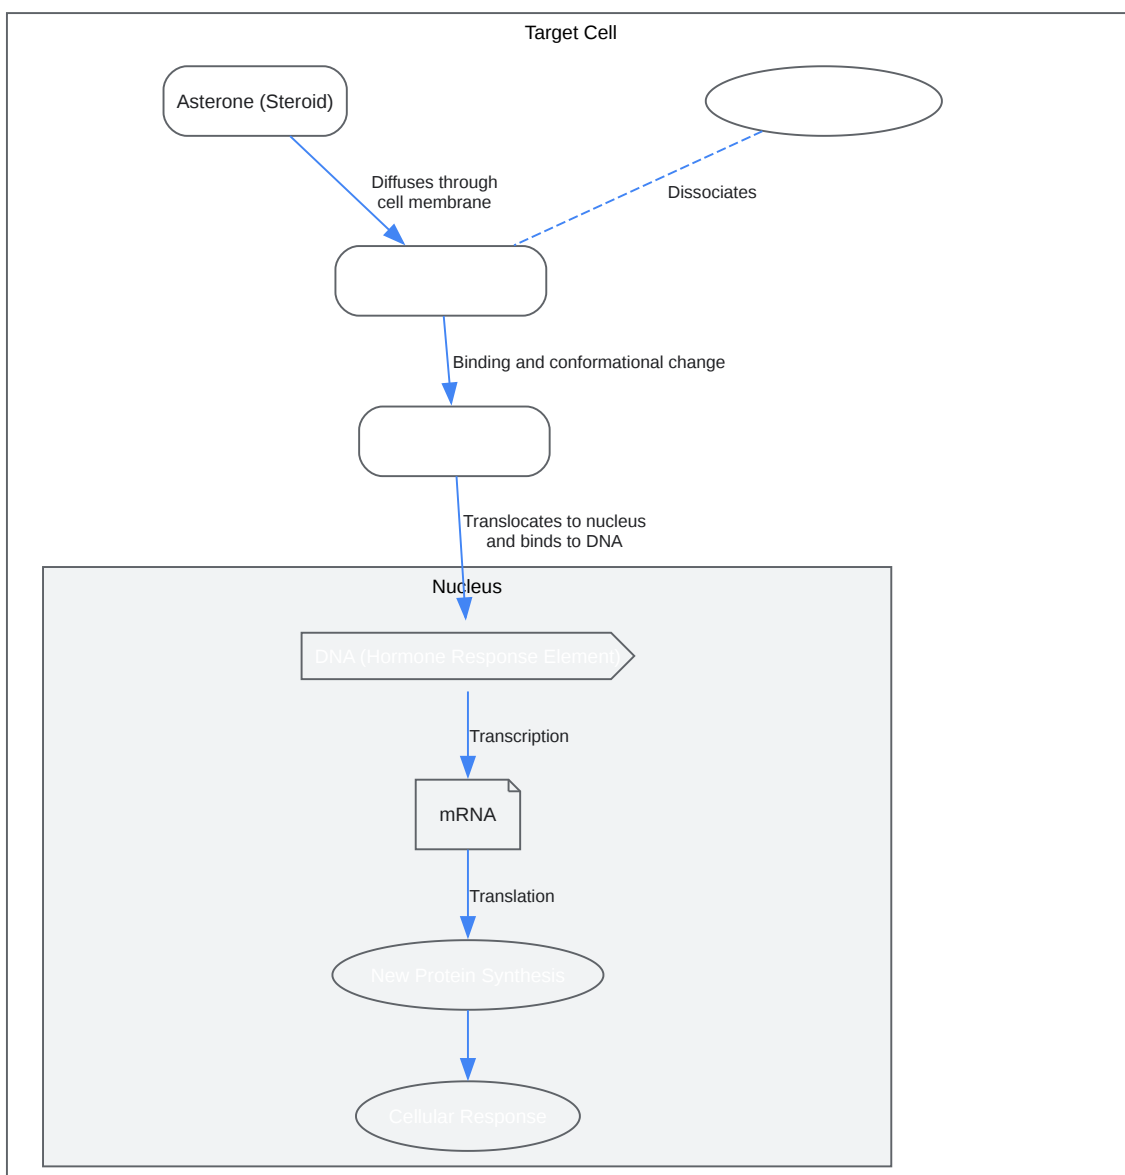 Target Cell
Asterone (Steroid)
Diffuses through
cell membrane
Dissociates
Binding and conformational change
Translocates to nucleus
and binds to DNA
Nucleus
DNA (Hormone Response Element)
Transcription
mRNA
Translation
New Protein Synthesis
Cellular Response